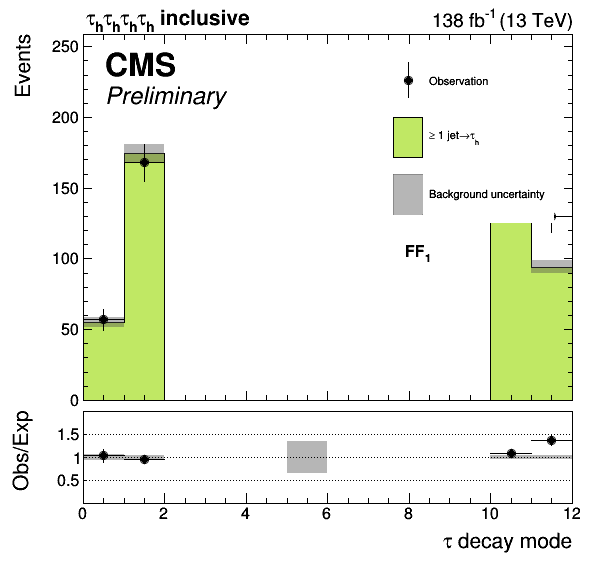 τhτhτhτh inclusive
138 fb-1 (13 TeV)
Events
250
200
150
100
50
0
CMS
Preliminary
Observation
≥ 1 jet→τh
Background uncertainty
FF1
Obs/Exp
1.5
1
0.5
0 2 4 6 8 10 12
τ decay mode